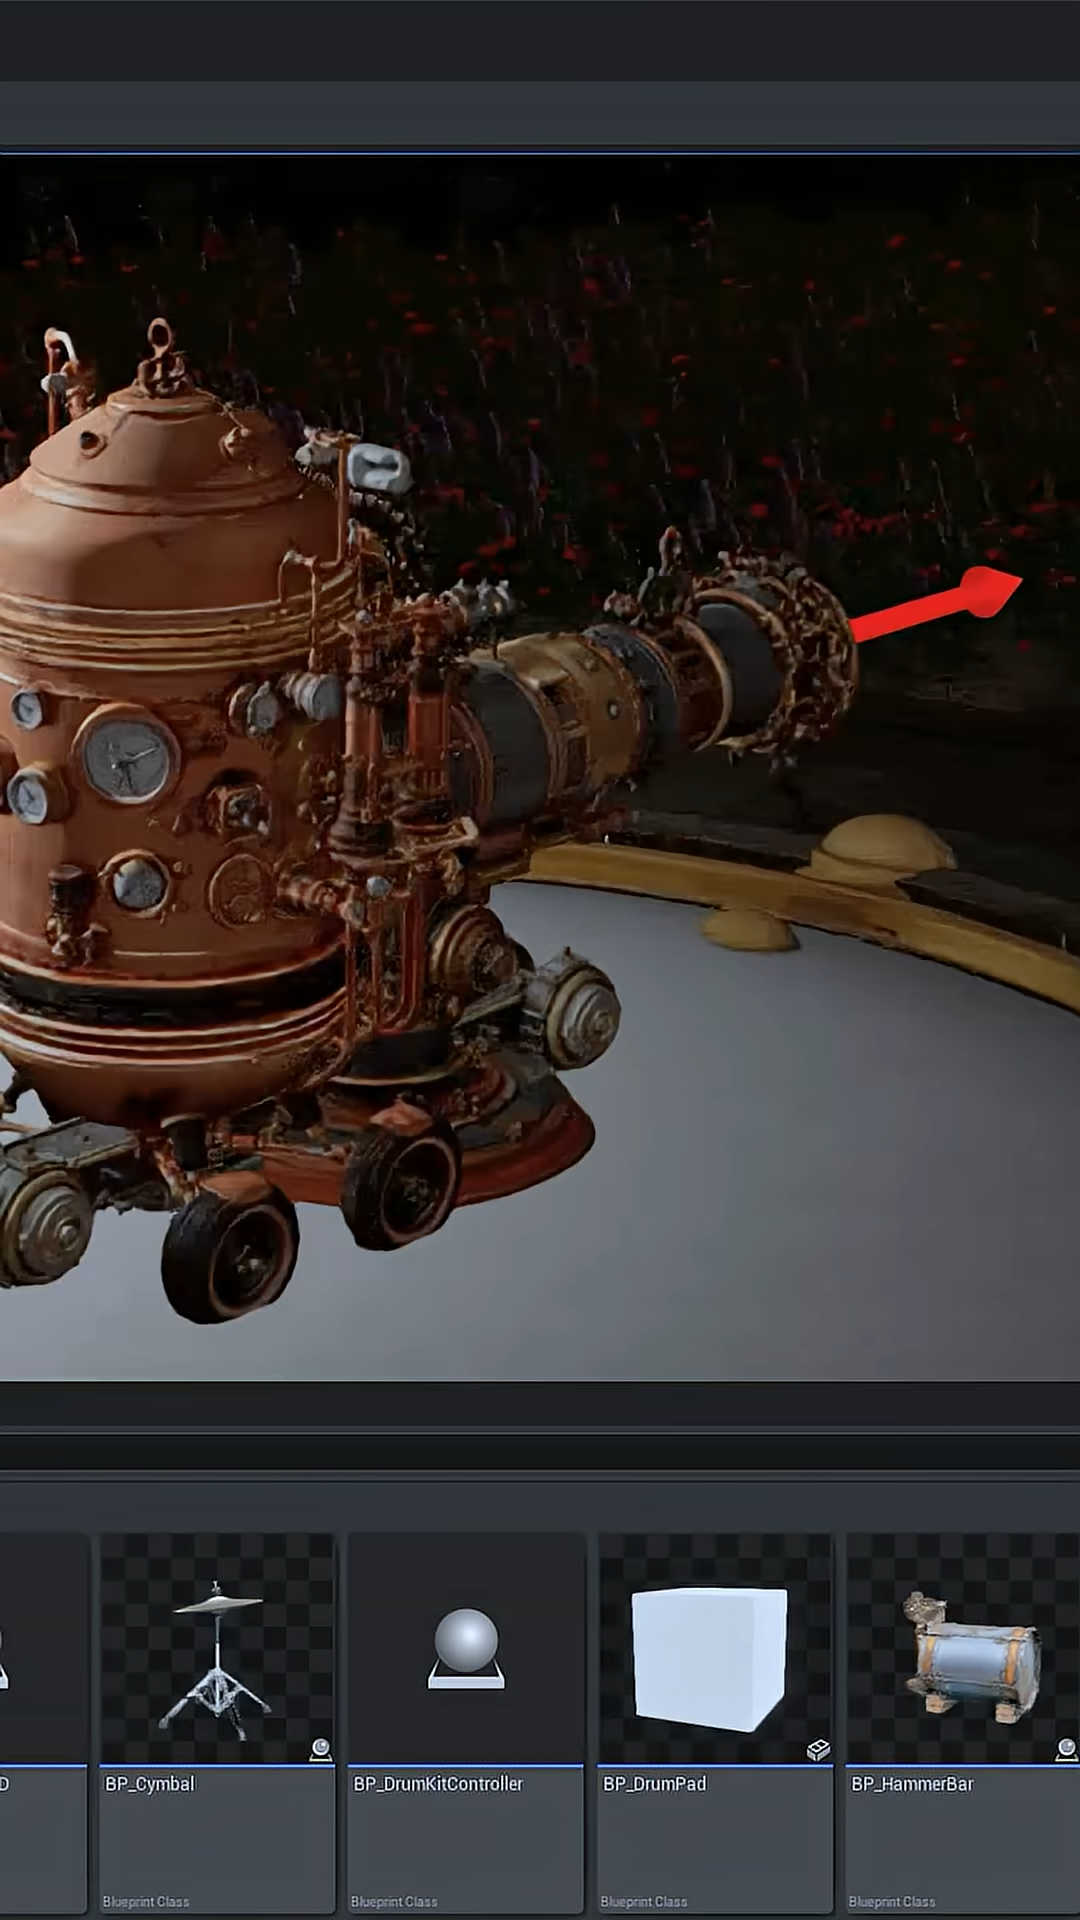 D
BP_Cymbal
BP_DrumKitController
BP_DrumPad
BP_HammerBar
Blueprint Class
Blueprint Class
Blueprint Class
Blueprint Class